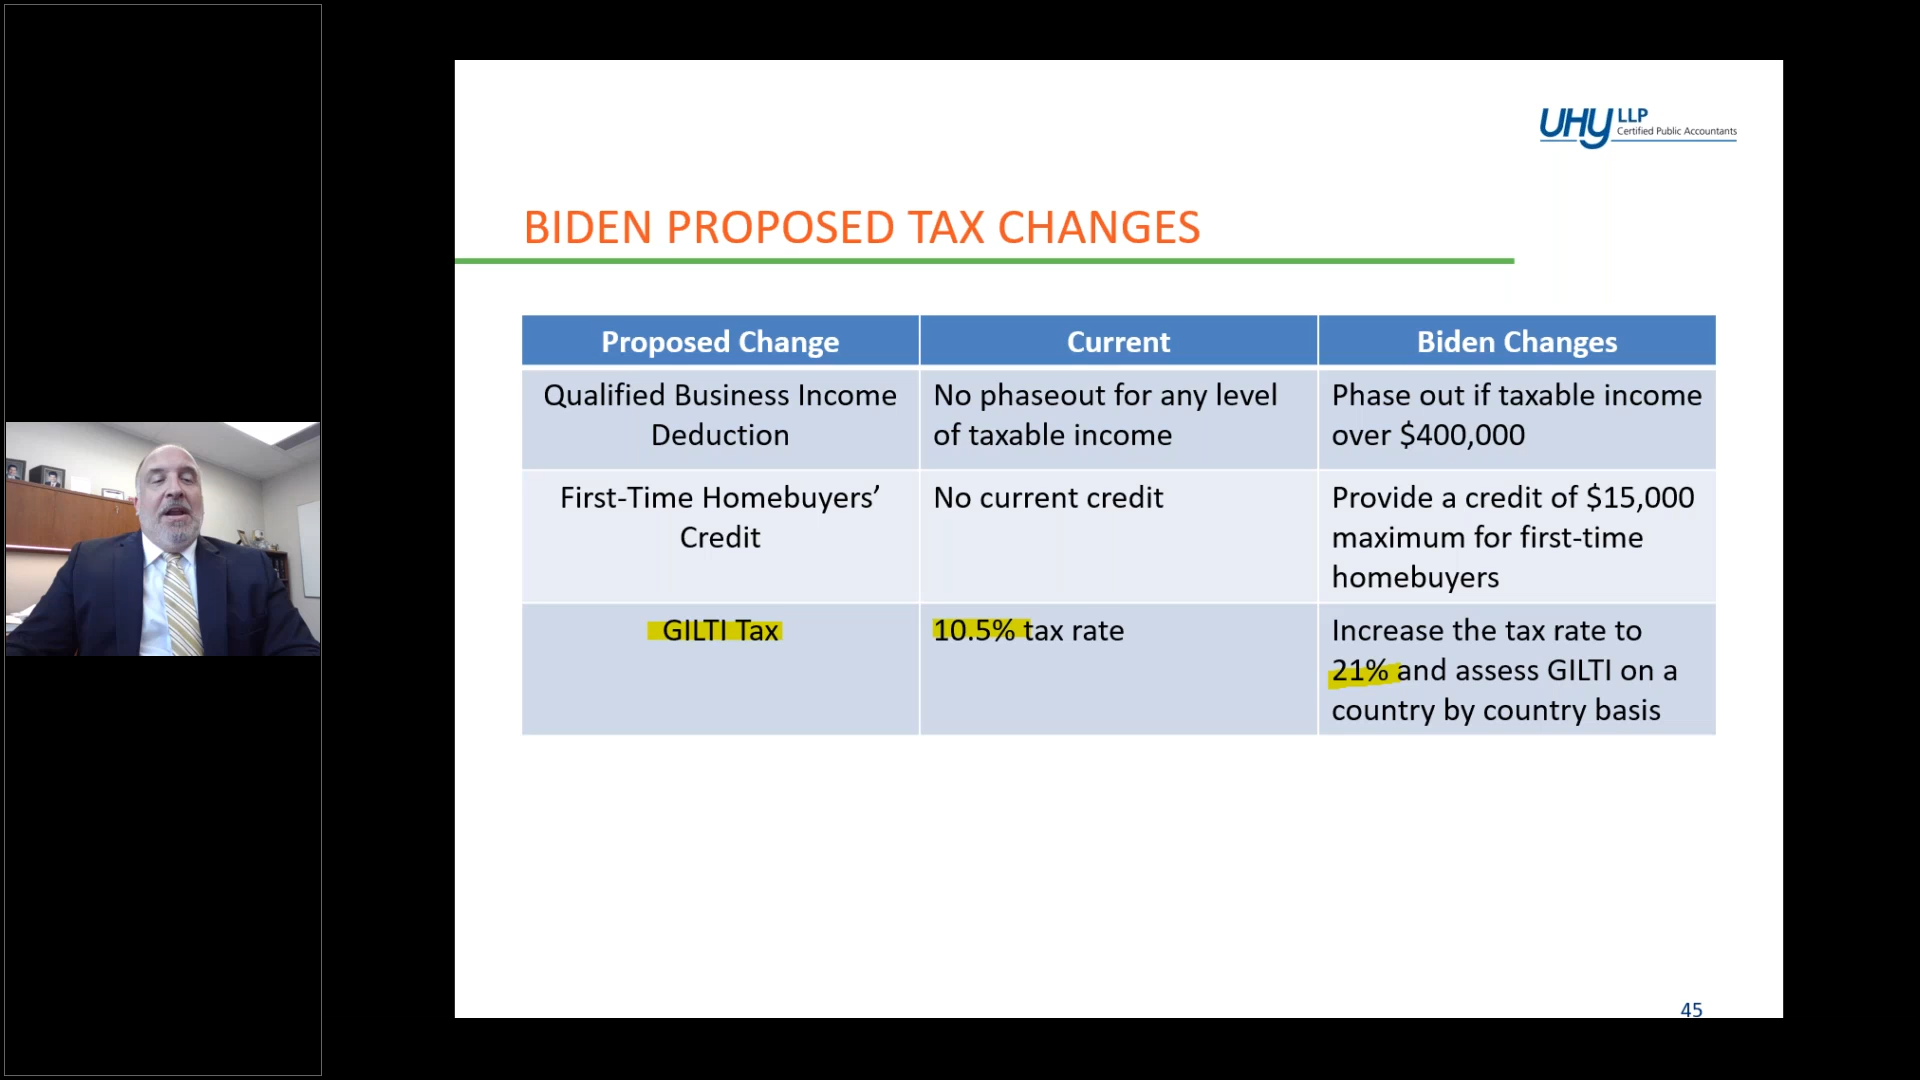 UHY LLP
Certified Public Accountants
BIDEN PROPOSED TAX CHANGES
Proposed Change
Current
Biden Changes
Qualified Business Income
Deduction
No phaseout for any level
of taxable income
Phase out if taxable income
over $400,000
First-Time Homebuyers’
Credit
No current credit
Provide a credit of $15,000
maximum for first-time
homebuyers
GILTI Tax
10.5% tax rate
Increase the tax rate to
21% and assess GILTI on a
country by country basis
45